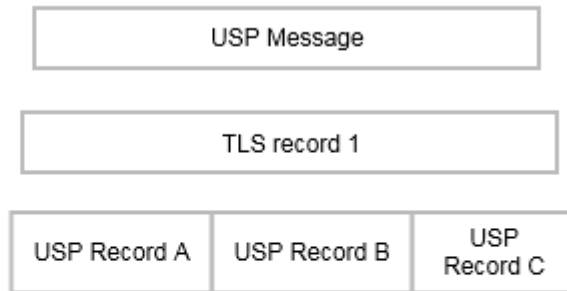 USP Message
TLS record 1
USP Record A
USP Record B
USP
Record C